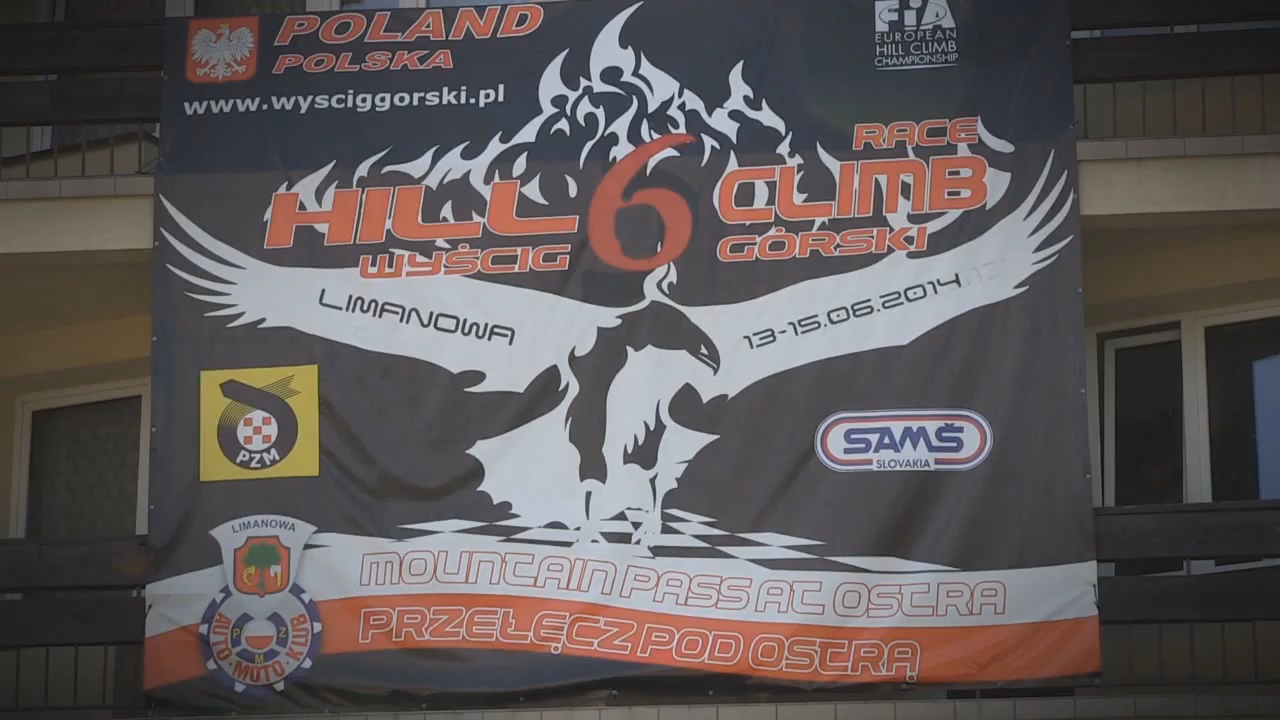 POLAND
POLSKA
www.wysciggorski.pl
FiA
EUROPEAN
HILL CLIMB
CHAMPIONSHIP
RACE
HILL 6 CLIMB
WYŚCIG GÓRSKI
LIMANOWA
13-15.06.2014
PZM
SAMŠ
SLOVAKIA
LIMANOWA
MOUNTAIN PASS AT OSTRA
PRZEŁĘCZ POD OSTRĄ
P Z M
AUTO-MOTO-KLUB